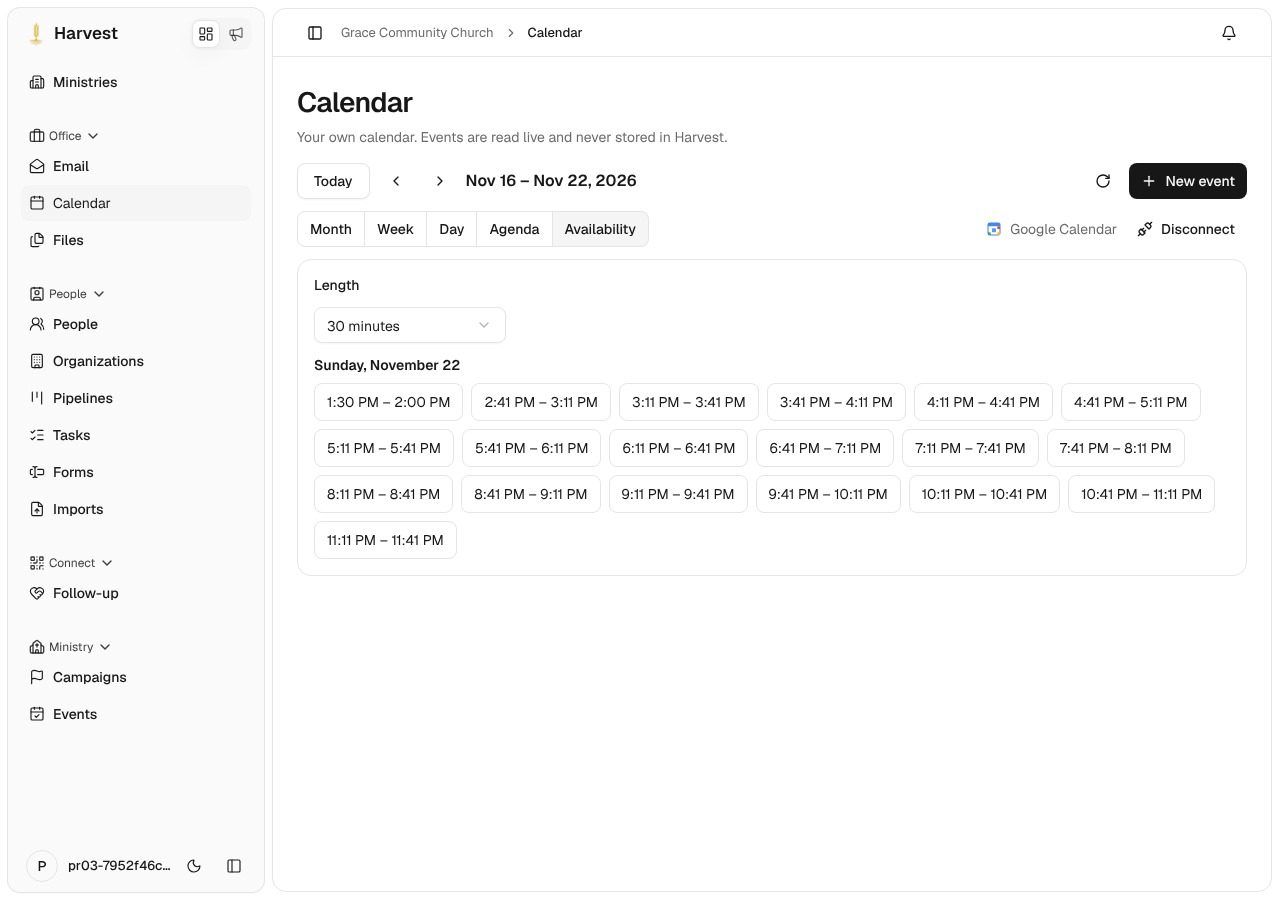 Harvest
Ministries
Office
Email
Calendar
Files
People
People
Organizations
Pipelines
Tasks
Forms
Imports
Connect
Follow-up
Ministry
Campaigns
Events
P pr03-7952f46c…
Grace Community Church > Calendar
Calendar
Your own calendar. Events are read live and never stored in Harvest.
Today Nov 16 – Nov 22, 2026 New event
Month Week Day Agenda Availability Google Calendar Disconnect
Length
30 minutes
Sunday, November 22
1:30 PM – 2:00 PM 2:41 PM – 3:11 PM 3:11 PM – 3:41 PM 3:41 PM – 4:11 PM 4:11 PM – 4:41 PM 4:41 PM – 5:11 PM
5:11 PM – 5:41 PM 5:41 PM – 6:11 PM 6:11 PM – 6:41 PM 6:41 PM – 7:11 PM 7:11 PM – 7:41 PM 7:41 PM – 8:11 PM
8:11 PM – 8:41 PM 8:41 PM – 9:11 PM 9:11 PM – 9:41 PM 9:41 PM – 10:11 PM 10:11 PM – 10:41 PM 10:41 PM – 11:11 PM
11:11 PM – 11:41 PM